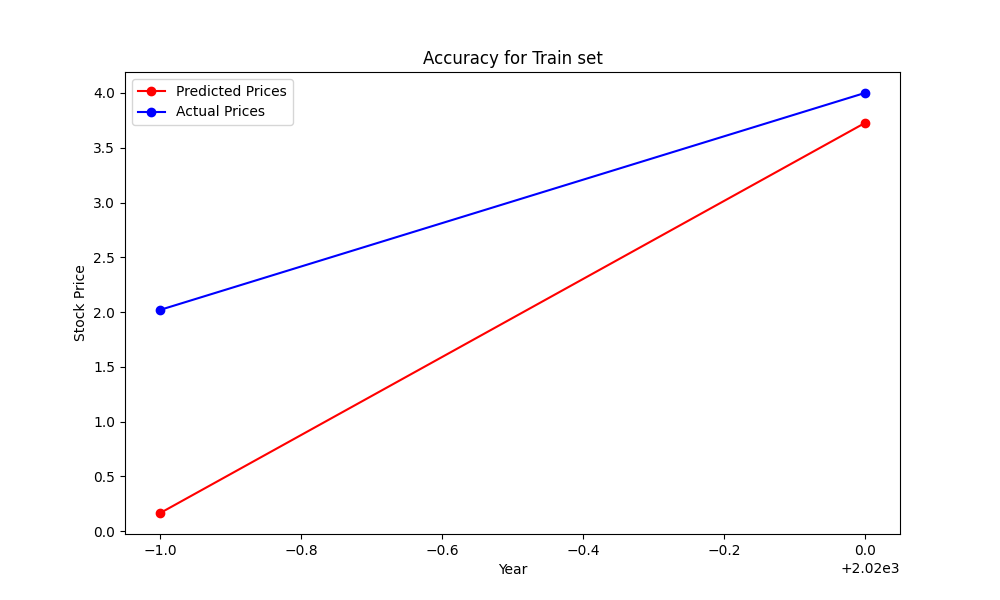 Accuracy for Train set
Predicted Prices
Actual Prices
4.0
3.5
3.0
2.5
2.0
1.5
1.0
0.5
0.0
Stock Price
−1.0 −0.8 −0.6 −0.4 −0.2 0.0
+2.02e3
Year